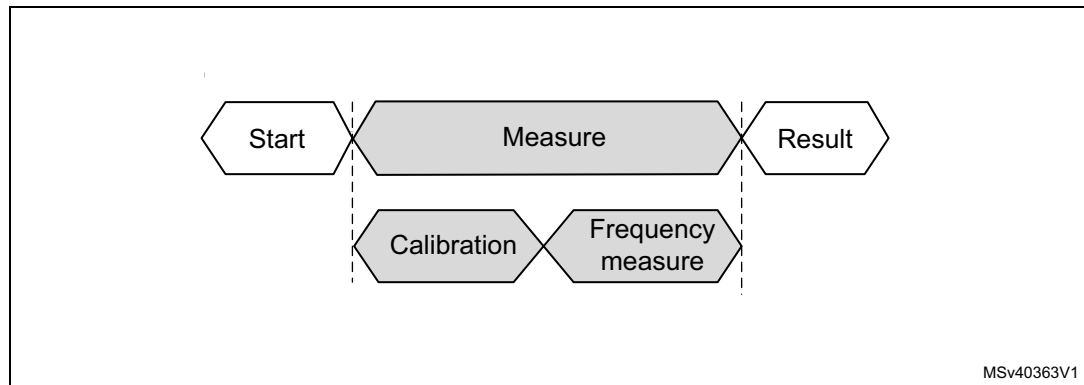 Start
Measure
Result
Calibration
Frequency
measure
MSv40363V1